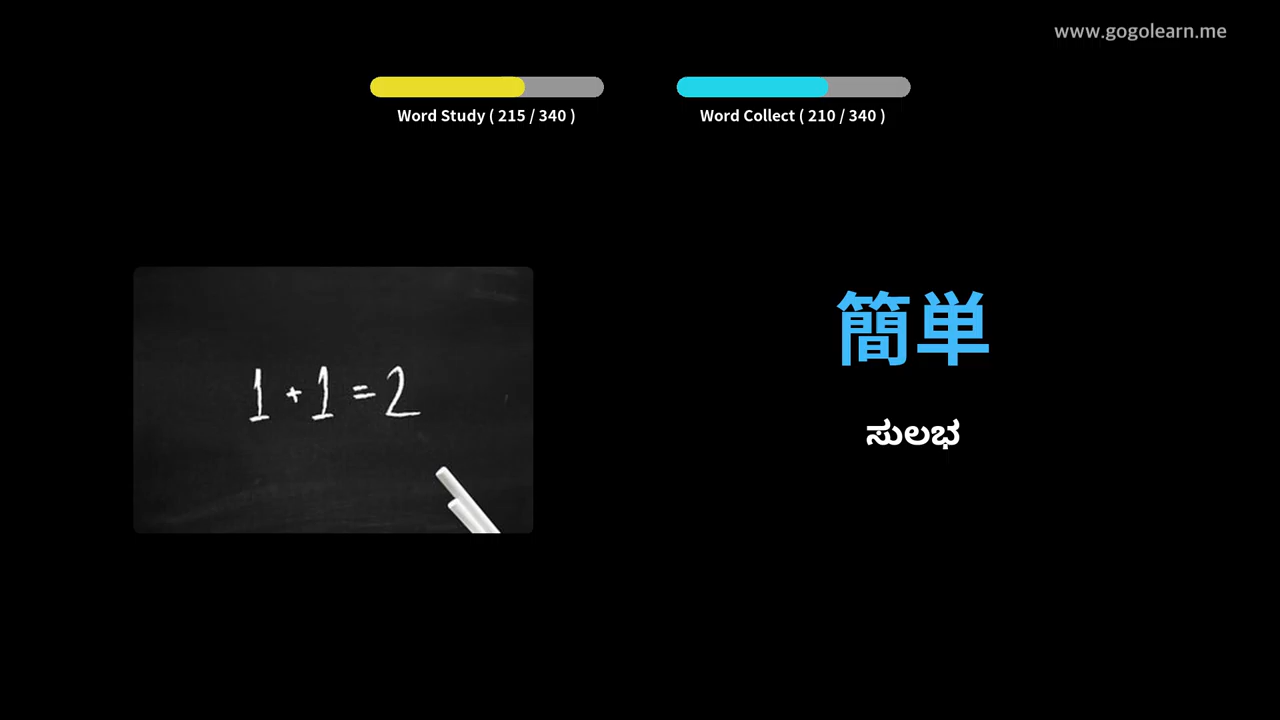 www.gogolearn.me
Word Study ( 215 / 340 )
Word Collect ( 210 / 340 )
1 + 1 = 2
簡単
ಸುಲಭ